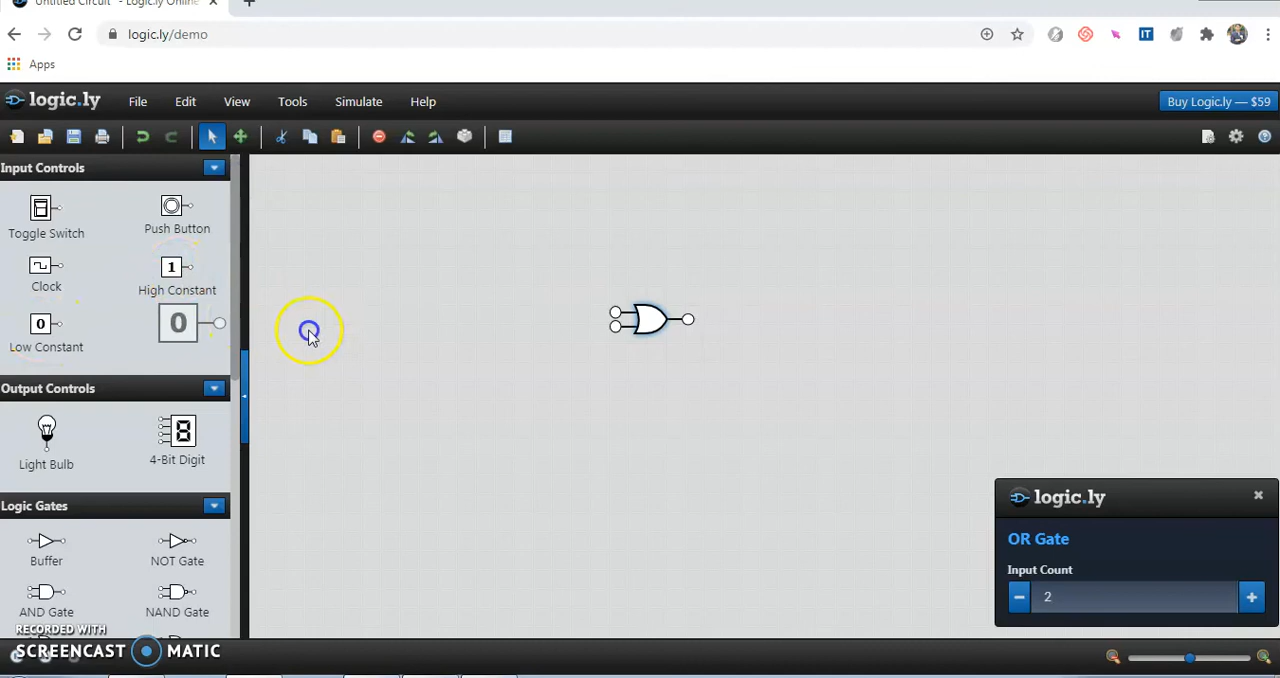 Untitled Circuit - Logic.ly Online
logic.ly/demo
IT
Apps
logic.ly File Edit View Tools Simulate Help Buy Logic.ly — $59
Input Controls
Toggle Switch Push Button
1
Clock High Constant
0 0
Low Constant
Output Controls
8
Light Bulb 4-Bit Digit
Logic Gates
Buffer NOT Gate
AND Gate NAND Gate
logic.ly
OR Gate
Input Count
2
RECORDED WITH
SCREENCAST MATIC